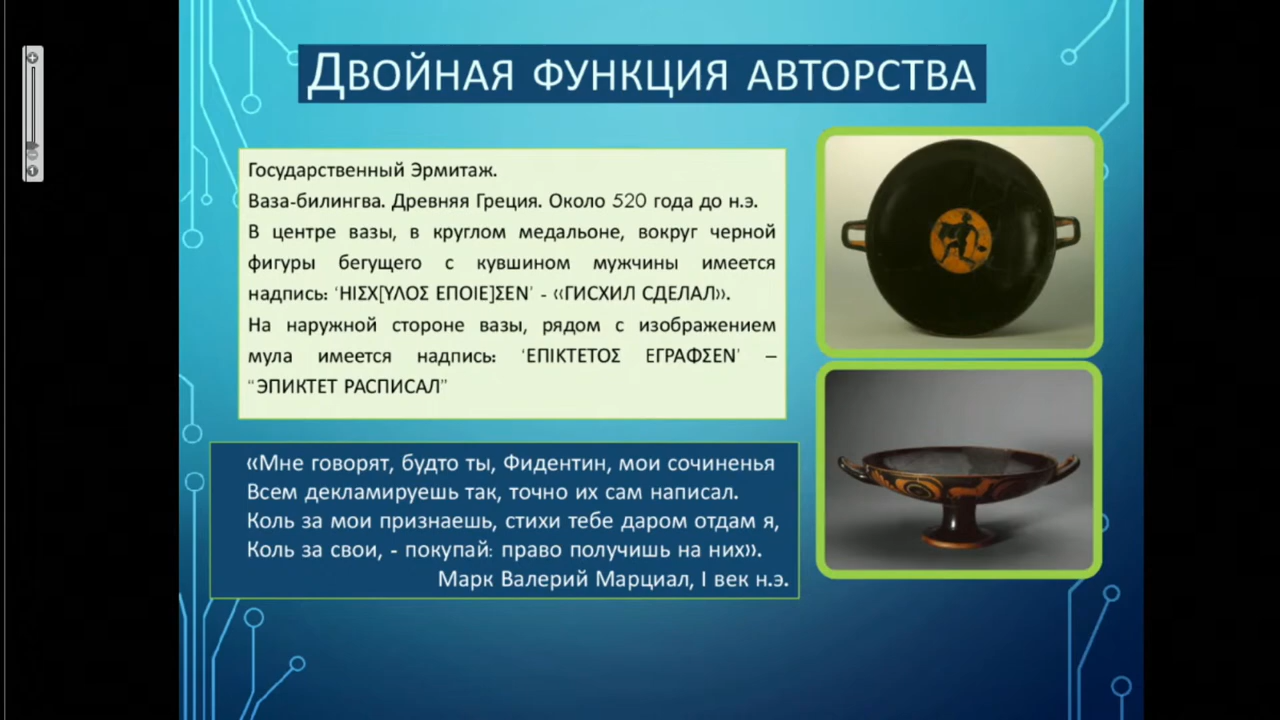 Двойная функция авторства
Государственный Эрмитаж.
Ваза-билингва. Древняя Греция. Около 520 года до н.э.
В центре вазы, в круглом медальоне, вокруг черной
фигуры бегущего с кувшином мужчины имеется
надпись: ‘ΗΙΣΧ[ΥΛΟΣ ΕΠΟΙΕ]ΣΕΝ’ - «ГИСХИЛ СДЕЛАЛ».
На наружной стороне вазы, рядом с изображением
мула имеется надпись: ‘ΕΠΙΚΤΕΤΟΣ ΕΓΡΑΦΣΕΝ’ –
“ЭПИКТЕТ РАСПИСАЛ”
«Мне говорят, будто ты, Фидентин, мои сочиненья
Всем декламируешь так, точно их сам написал.
Коль за мои признаешь, стихи тебе даром отдам я,
Коль за свои, - покупай: право получишь на них».
Марк Валерий Марциал, I век н.э.